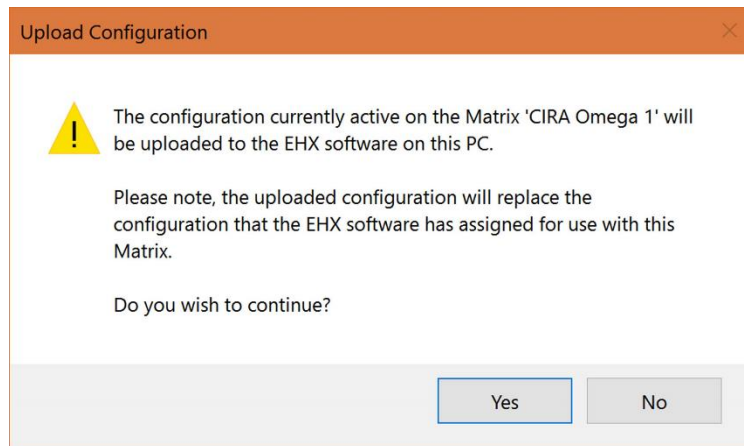 Upload Configuration
The configuration currently active on the Matrix 'CIRA Omega 1' will
be uploaded to the EHX software on this PC.
Please note, the uploaded configuration will replace the
configuration that the EHX software has assigned for use with this
Matrix.
Do you wish to continue?
Yes
No